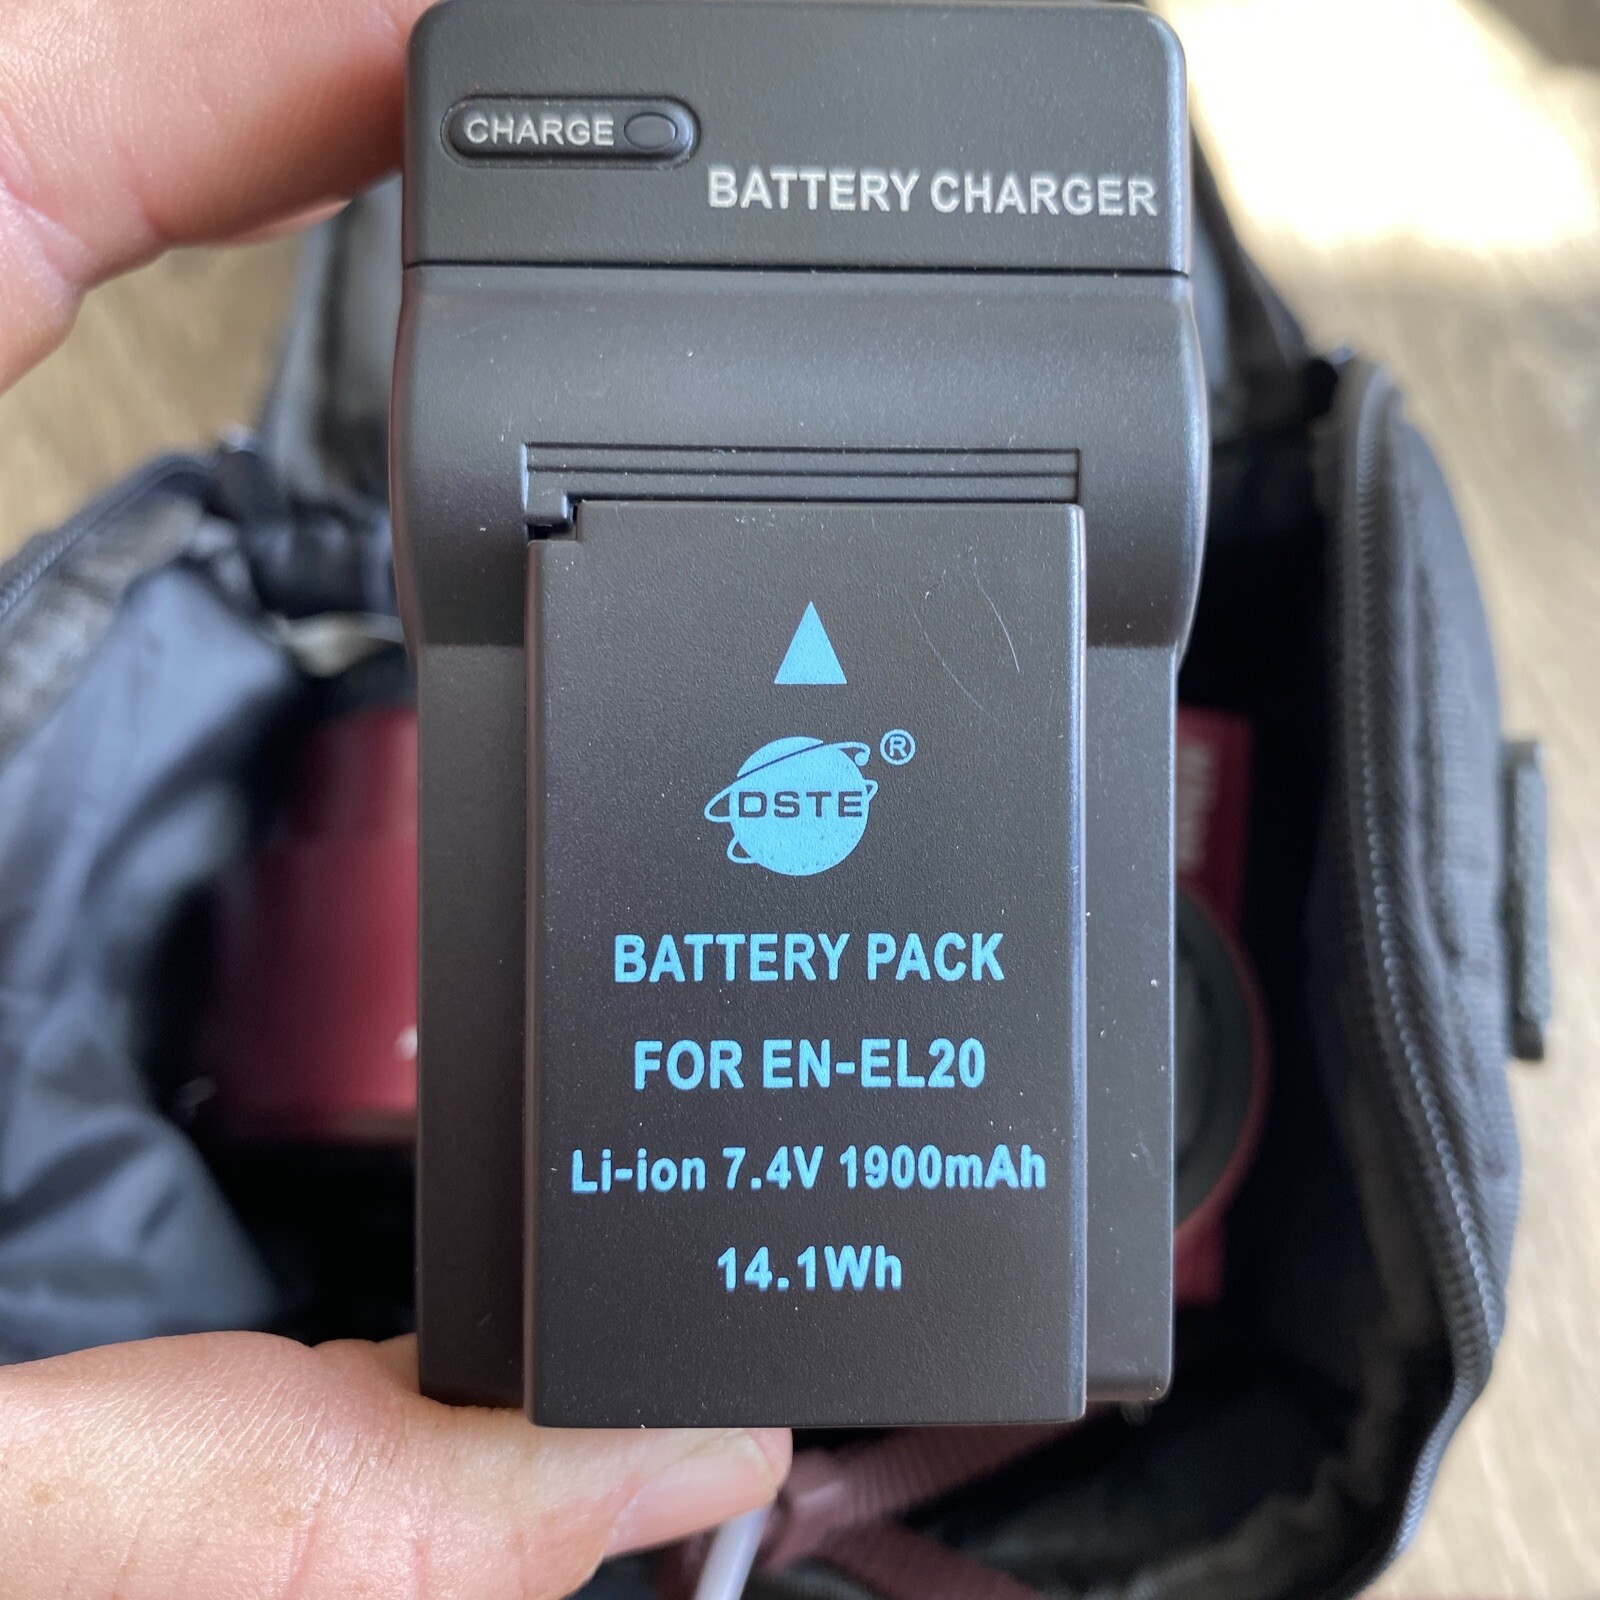 CHARGE
BATTERY CHARGER
DSTE®
BATTERY PACK
FOR EN-EL20
Li-ion 7.4V 1900mAh
14.1Wh